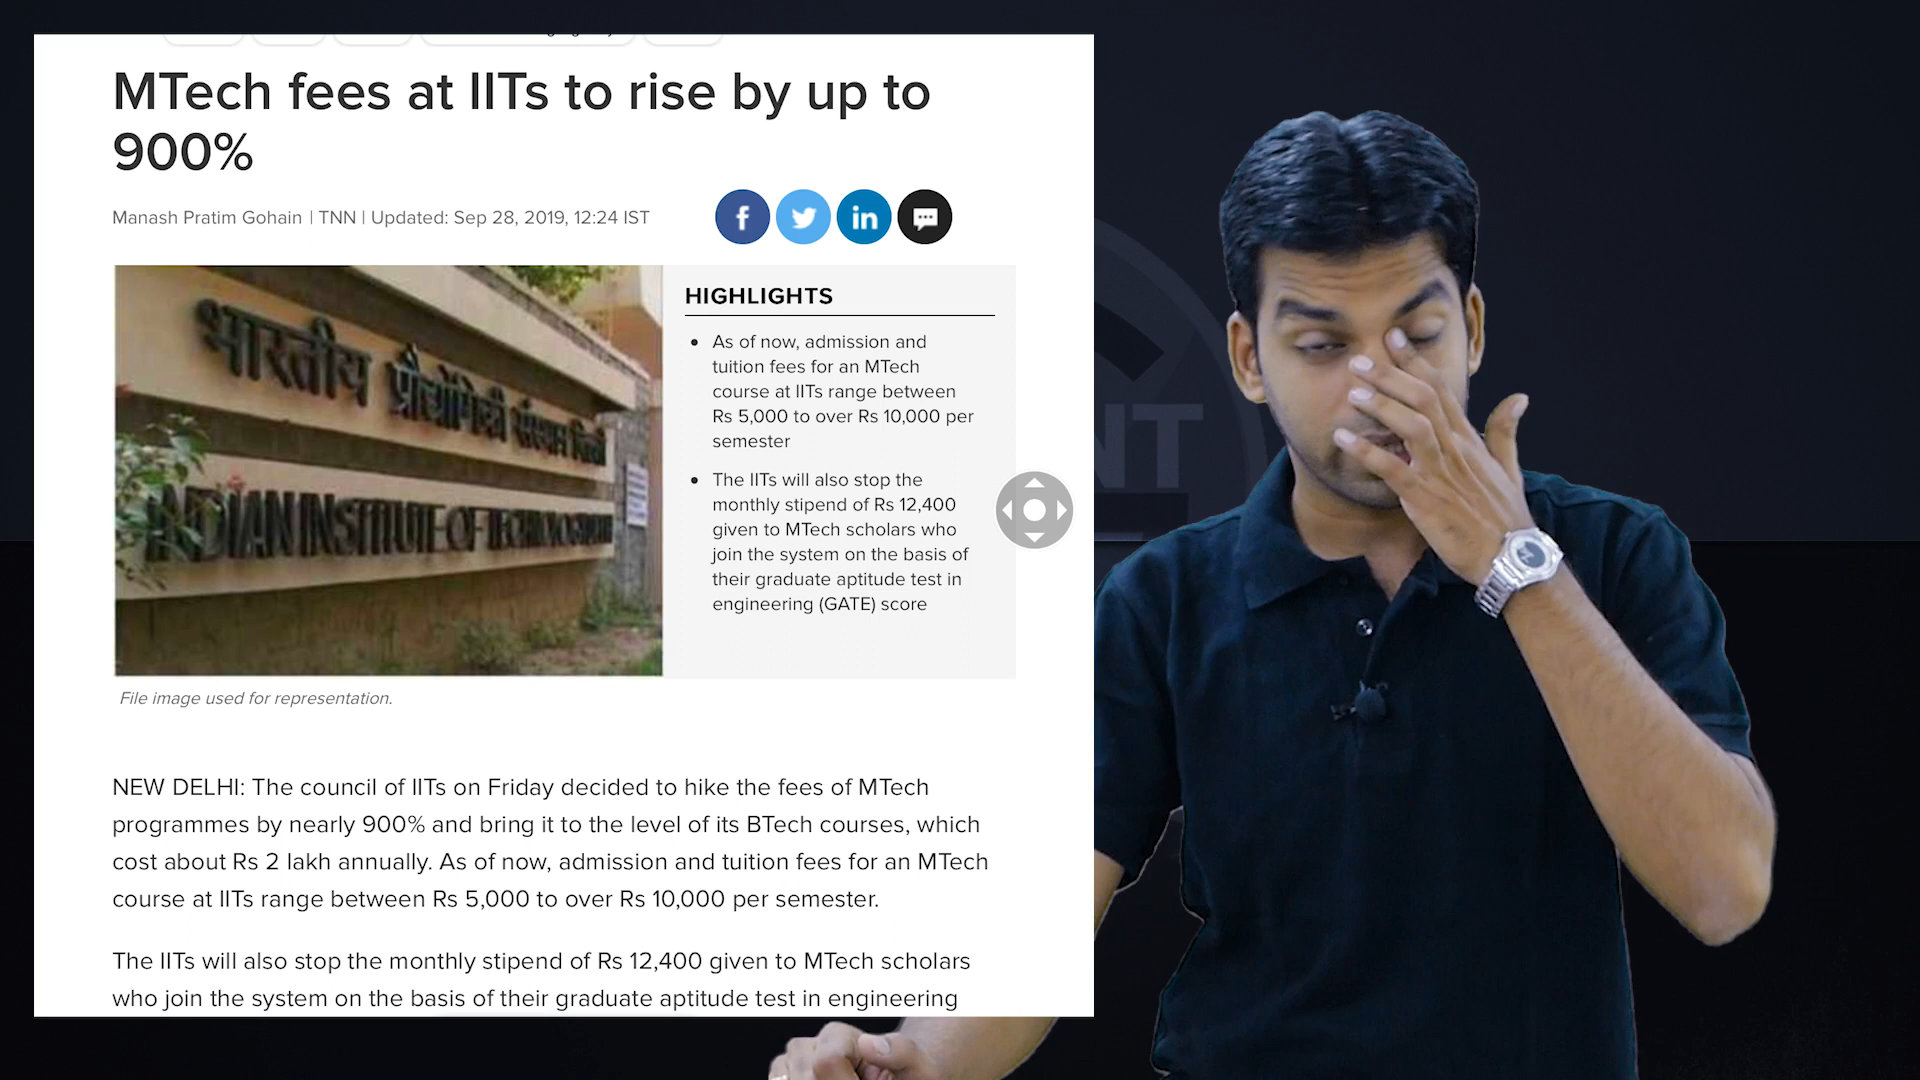 MTech fees at IITs to rise by up to
900%
Manash Pratim Gohain | TNN | Updated: Sep 28, 2019, 12:24 IST
भारतीय प्रौद्योगिकी संस्थान दिल्ली
INDIAN INSTITUTE OF TECHNOLOGY
HIGHLIGHTS
As of now, admission and
tuition fees for an MTech
course at IITs range between
Rs 5,000 to over Rs 10,000 per
semester
The IITs will also stop the
monthly stipend of Rs 12,400
given to MTech scholars who
join the system on the basis of
their graduate aptitude test in
engineering (GATE) score
File image used for representation.
NEW DELHI: The council of IITs on Friday decided to hike the fees of MTech
programmes by nearly 900% and bring it to the level of its BTech courses, which
cost about Rs 2 lakh annually. As of now, admission and tuition fees for an MTech
course at IITs range between Rs 5,000 to over Rs 10,000 per semester.
The IITs will also stop the monthly stipend of Rs 12,400 given to MTech scholars
who join the system on the basis of their graduate aptitude test in engineering